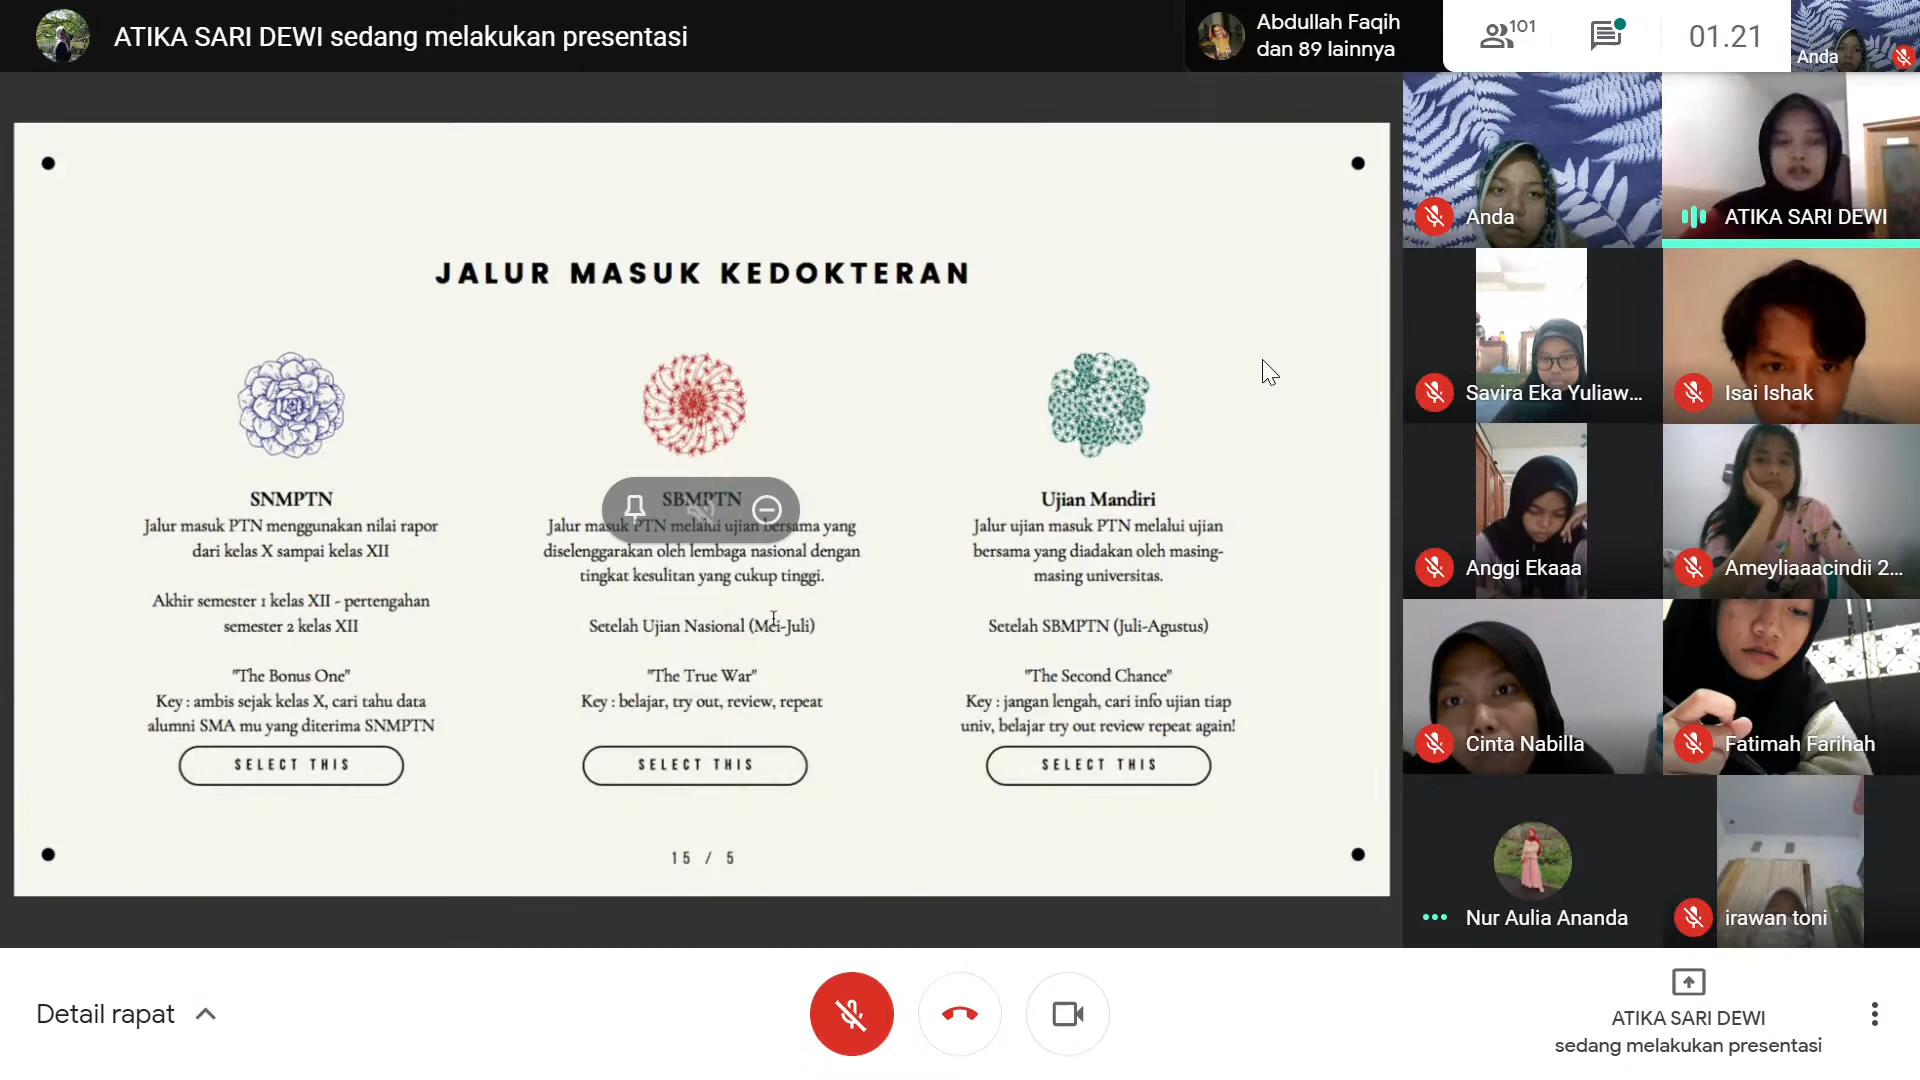 ATIKA SARI DEWI sedang melakukan presentasi
Abdullah Faqih
dan 89 lainnya
101
01.21
Anda
JALUR MASUK KEDOKTERAN
SNMPTN
Jalur masuk PTN menggunakan nilai rapor
dari kelas X sampai kelas XII
Akhir semester 1 kelas XII - pertengahan
semester 2 kelas XII
"The Bonus One"
Key : ambis sejak kelas X, cari tahu data
alumni SMA mu yang diterima SNMPTN
SELECT THIS
SBMPTN
Jalur masuk PTN melalui ujian bersama yang
diselenggarakan oleh lembaga nasional dengan
tingkat kesulitan yang cukup tinggi.
Setelah Ujian Nasional (Mei-Juli)
"The True War"
Key : belajar, try out, review, repeat
SELECT THIS
Ujian Mandiri
Jalur ujian masuk PTN melalui ujian
bersama yang diadakan oleh masing-
masing universitas.
Setelah SBMPTN (Juli-Agustus)
"The Second Chance"
Key : jangan lengah, cari info ujian tiap
univ, belajar try out review repeat again!
SELECT THIS
15 / 5
Anda
ATIKA SARI DEWI
Savira Eka Yuliaw...
Isai Ishak
Anggi Ekaaa
Ameyliaaacindii 2...
Cinta Nabilla
Fatimah Farihah
Nur Aulia Ananda
irawan toni
Detail rapat
ATIKA SARI DEWI
sedang melakukan presentasi